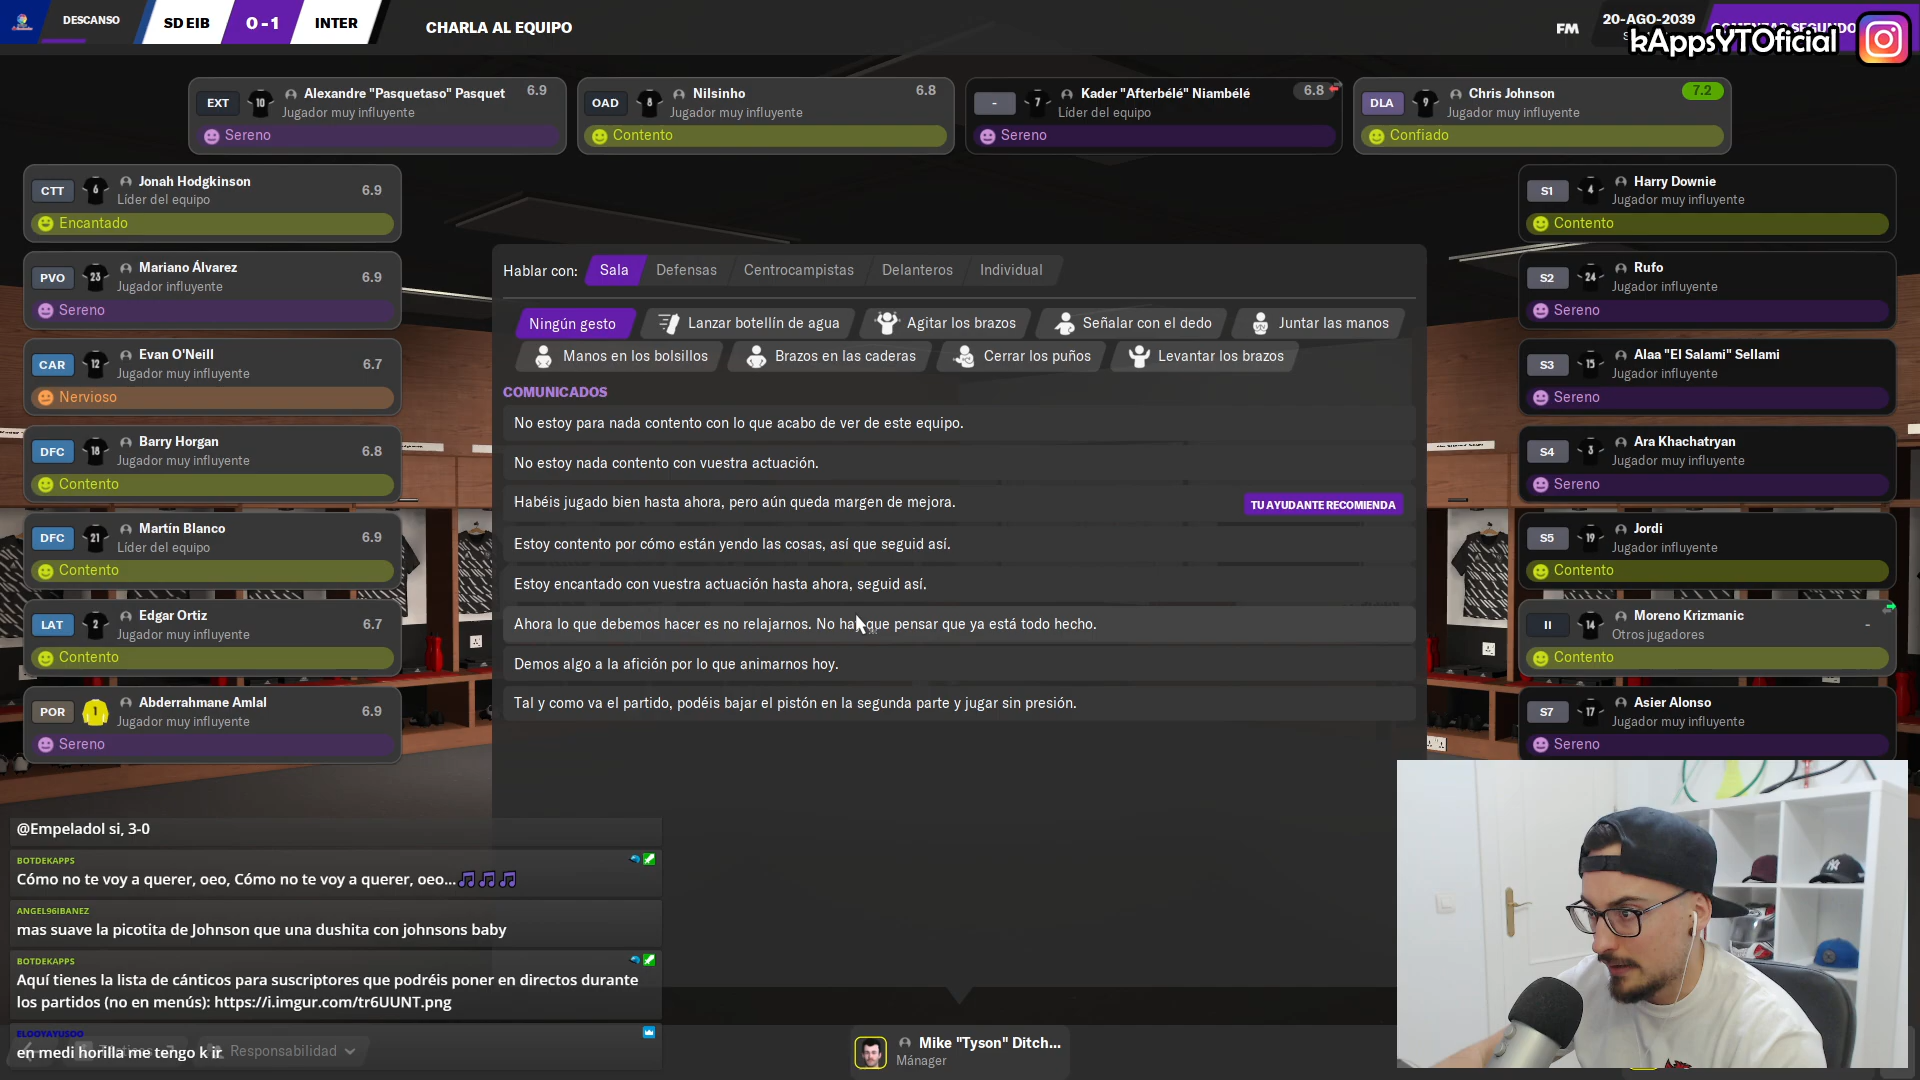 DESCANSO
SD EIB
0 - 1
INTER
CHARLA AL EQUIPO
FM
20-AGO-2039
COMENZAR SEGUNDO
kAppsYTOficial
EXT
10
Alexandre "Pasquetaso" Pasquet
6.9
Jugador muy influyente
Sereno
OAD
8
Nilsinho
6.8
Jugador muy influyente
Contento
-
7
Kader "Afterbélé" Niambélé
6.8
Líder del equipo
Sereno
DLA
9
Chris Johnson
7.2
Jugador muy influyente
Confiado
CTT
6
Jonah Hodgkinson
6.9
Líder del equipo
Encantado
PVO
23
Mariano Álvarez
6.9
Jugador influyente
Sereno
CAR
12
Evan O'Neill
6.7
Jugador muy influyente
Nervioso
DFC
18
Barry Horgan
6.8
Jugador muy influyente
Contento
DFC
21
Martín Blanco
6.9
Líder del equipo
Contento
LAT
2
Edgar Ortiz
6.7
Jugador muy influyente
Contento
POR
1
Abderrahmane Amlal
6.9
Jugador muy influyente
Sereno
Hablar con:
Sala
Defensas
Centrocampistas
Delanteros
Individual
Ningún gesto
Lanzar botellín de agua
Agitar los brazos
Señalar con el dedo
Juntar las manos
Manos en los bolsillos
Brazos en las caderas
Cerrar los puños
Levantar los brazos
COMUNICADOS
No estoy para nada contento con lo que acabo de ver de este equipo.
No estoy nada contento con vuestra actuación.
Habéis jugado bien hasta ahora, pero aún queda margen de mejora.
TU AYUDANTE RECOMIENDA
Estoy contento por cómo están yendo las cosas, así que seguid así.
Estoy encantado con vuestra actuación hasta ahora, seguid así.
Ahora lo que debemos hacer es no relajarnos. No hay que pensar que ya está todo hecho.
Demos algo a la afición por lo que animarnos hoy.
Tal y como va el partido, podéis bajar el pistón en la segunda parte y jugar sin presión.
S1
4
Harry Downie
Jugador muy influyente
Contento
S2
24
Rufo
Jugador influyente
Sereno
S3
15
Alaa "El Salami" Sellami
Jugador muy influyente
Sereno
S4
3
Ara Khachatryan
Jugador muy influyente
Sereno
S5
19
Jordi
Jugador influyente
Contento
II
14
Moreno Krizmanic
-
Otros jugadores
Contento
S7
17
Asier Alonso
Jugador muy influyente
Sereno
@Empeladol si, 3-0
BOTDEKAPPS
Cómo no te voy a querer, oeo, Cómo no te voy a querer, oeo...
ANGEL96IBANEZ
mas suave la picotita de Johnson que una dushita con johnsons baby
BOTDEKAPPS
Aquí tienes la lista de cánticos para suscriptores que podréis poner en directos durante
los partidos (no en menús): https://i.imgur.com/tr6UUNT.png
ELOOYAYUSOO
en medi horilla me tengo k ir
Responsabilidad
Mike "Tyson" Ditch...
Mánager